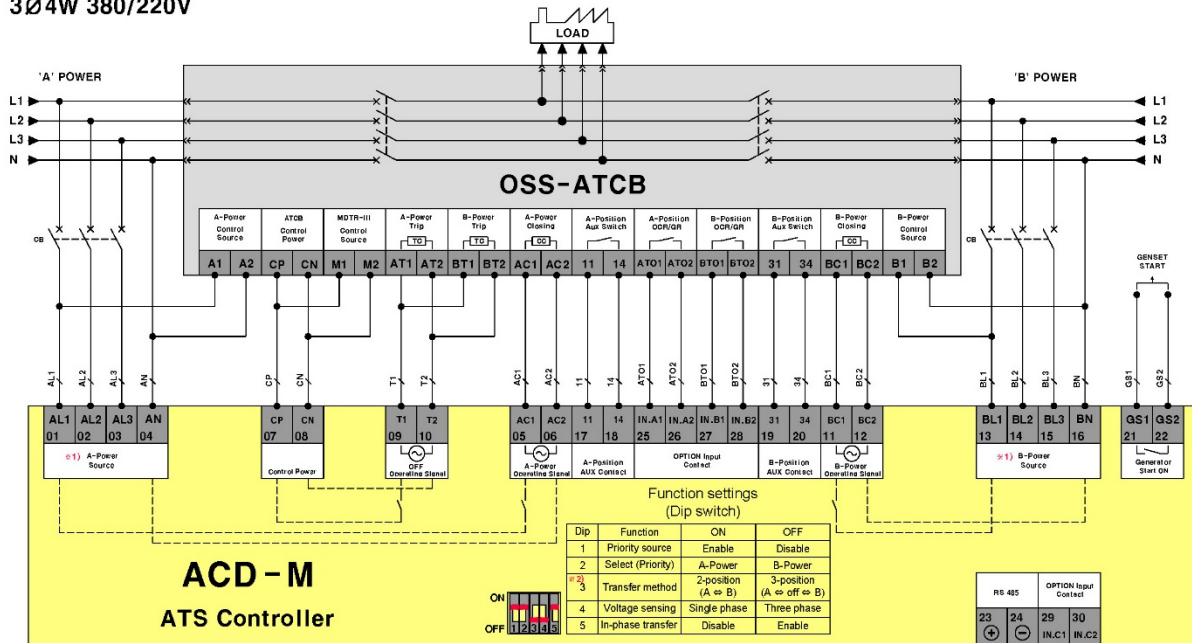 3Ø4W 380/220V
LOAD
'A' POWER
'B' POWER
L1 L1
L2 L2
L3 L3
N N
OSS-ATCB
A-Power Control Source
ATCB Control Power
MDTR-III Control Source
A-Power Trip
B-Power Trip
A-Power Closing
A-Position Aux Switch
A-Position OCR/GR
B-Position OCR/GR
B-Position Aux Switch
B-Power Closing
B-Power Control Source
TC TC CC CC
CB CB
A1 A2 CP CN M1 M2 AT1 AT2 BT1 BT2 AC1 AC2 11 14 ATO1 ATO2 BTO1 BTO2 31 34 BC1 BC2 B1 B2
GENSET
START
AL1 AL2 AL3 AN CP CN T1 T2 AC1 AC2 11 14 ATO1 ATO2 BTO1 BTO2 31 34 BC1 BC2 BL1 BL2 BL3 BN GS1 GS2
AL1 AL2 AL3 AN CP CN T1 T2 AC1 AC2 11 14 IN.A1 IN.A2 IN.B1 IN.B2 31 34 BC1 BC2 BL1 BL2 BL3 BN GS1 GS2
01 02 03 04 07 08 09 10 05 06 17 18 25 26 27 28 19 20 11 12 13 14 15 16 21 22
※1) A-Power Source
Control Power
OFF Operating Signal
A-Power Operating Signal
A-Position AUX Contact
OPTION Input Contact
B-Position AUX Contact
B-Power Operating Signal
※1) B-Power Source
Generator Start ON
Function settings
(Dip switch)
Dip Function ON OFF
1 Priority source Enable Disable
2 Select (Priority) A-Power B-Power
※2)
3 Transfer method 2-position (A ⇔ B) 3-position (A ⇔ off ⇔ B)
4 Voltage sensing Single phase Three phase
5 In-phase transfer Disable Enable
ACD-M
ATS Controller
ON
OFF 1 2 3 4 5
RS 485 OPTION Input Contact
23 24 29 30
+ − IN.C1 IN.C2